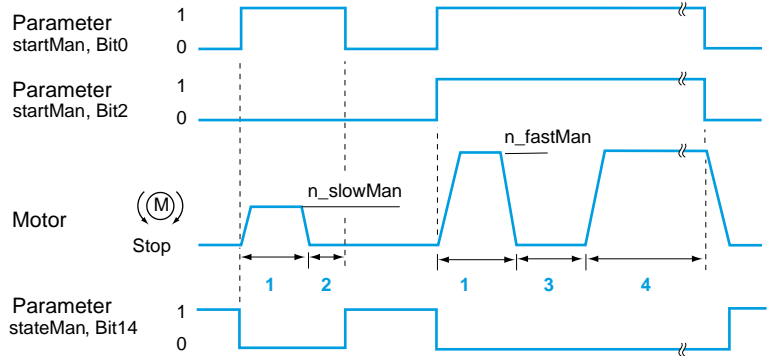 Parameter
startMan, Bit0
1
0
Parameter
startMan, Bit2
1
0
n_fastMan
n_slowMan
Motor
M
Stop
1
2
1
3
4
Parameter
stateMan, Bit14
1
0